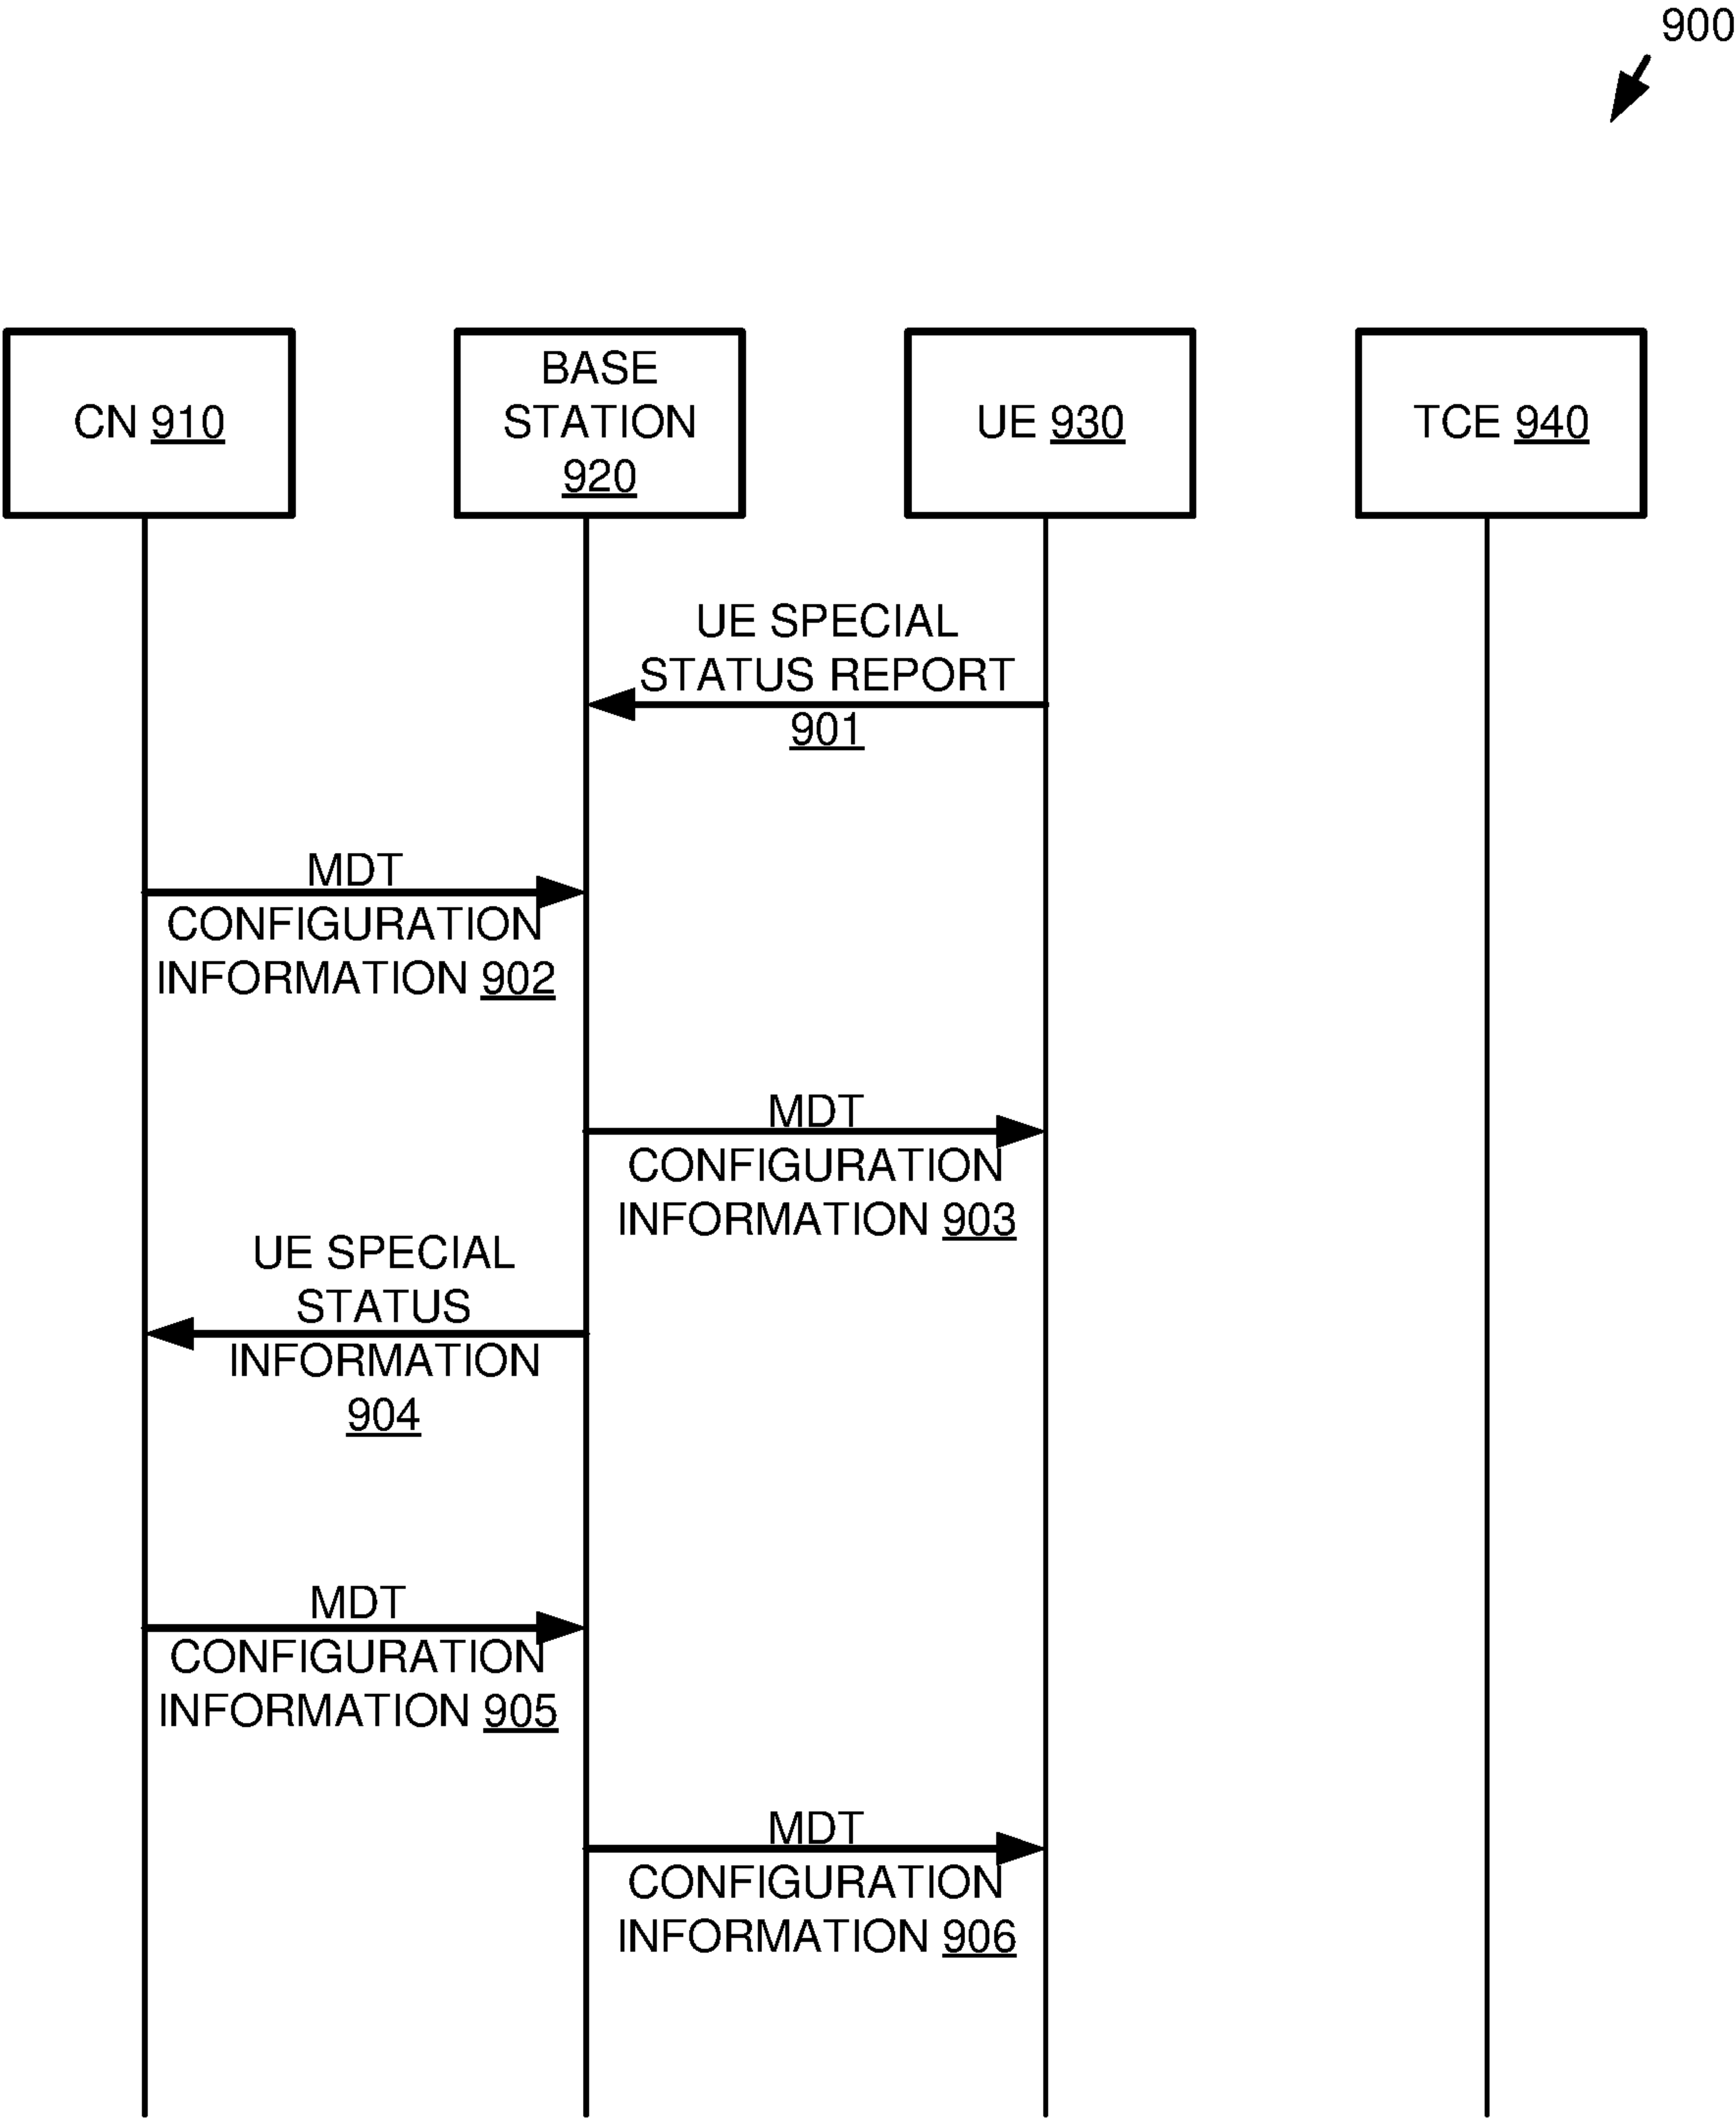 900
CN 910
BASE
STATION
920
UE 930
TCE 940
UE SPECIAL
STATUS REPORT
901
MDT
CONFIGURATION
INFORMATION 902
MDT
CONFIGURATION
INFORMATION 903
UE SPECIAL
STATUS
INFORMATION
904
MDT
CONFIGURATION
INFORMATION 905
MDT
CONFIGURATION
INFORMATION 906